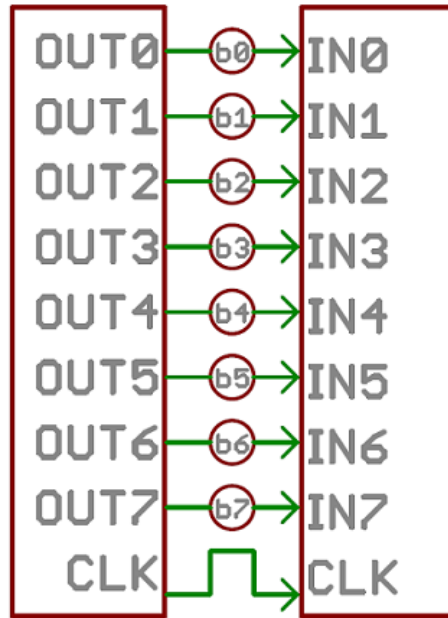 OUT0 b0 IN0
OUT1 b1 IN1
OUT2 b2 IN2
OUT3 b3 IN3
OUT4 b4 IN4
OUT5 b5 IN5
OUT6 b6 IN6
OUT7 b7 IN7
CLK CLK